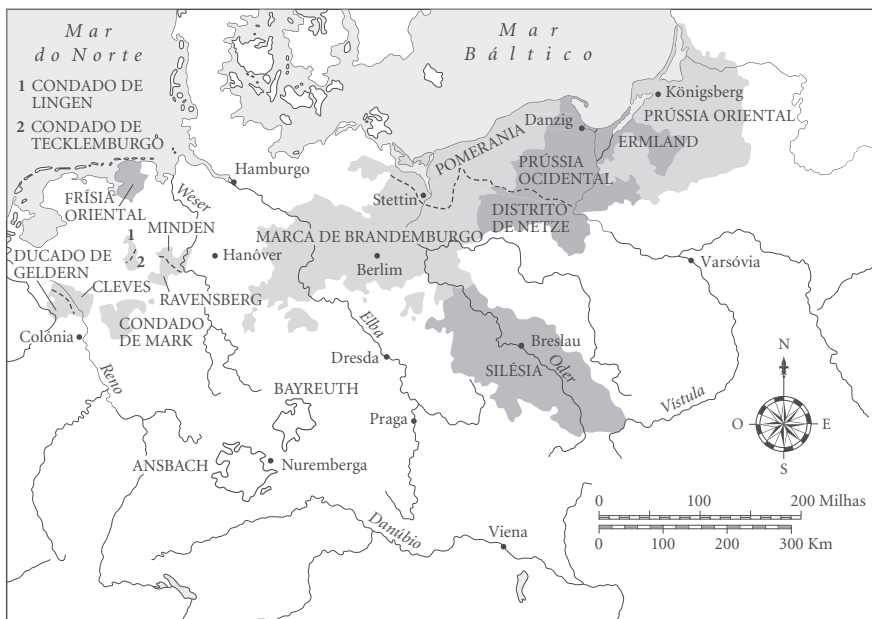 Mar
do Norte
Mar
Báltico
1 CONDADO DE
LINGEN
2 CONDADO DE
TECKLEMBURGO
Königsberg
PRÚSSIA ORIENTAL
Danzig
ERMLAND
POMERANIA
PRÚSSIA
OCIDENTAL
Hamburgo
Stettin
FRÍSIA
ORIENTAL
Weser
DISTRITO
DE NETZE
1
MINDEN
2
MARCA DE BRANDEMBURGO
Hanôver
DUCADO DE
GELDERN
Berlim
Varsóvia
CLEVES
RAVENSBERG
CONDADO
DE MARK
Colónia
Elba
Breslau
N
Dresda
SILÉSIA
Oder
Reno
BAYREUTH
Vístula
Praga
O
E
ANSBACH
Nuremberga
S
0 100 200 Milhas
0 100 200 300 Km
Danúbio
Viena